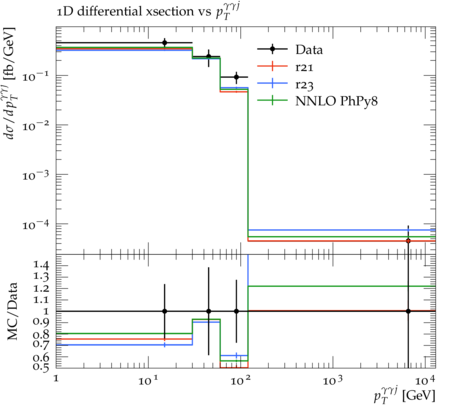 1D differential xsection vs p_T^{γγj}
dσ/dp_T^{γγj} [fb/GeV]
10^{-1}
10^{-2}
10^{-3}
10^{-4}
Data
r21
r23
NNLO PhPy8
MC/Data
1.4
1.3
1.2
1.1
1
0.9
0.8
0.7
0.6
0.5
1 10^1 10^2 10^3 10^4
p_T^{γγj} [GeV]